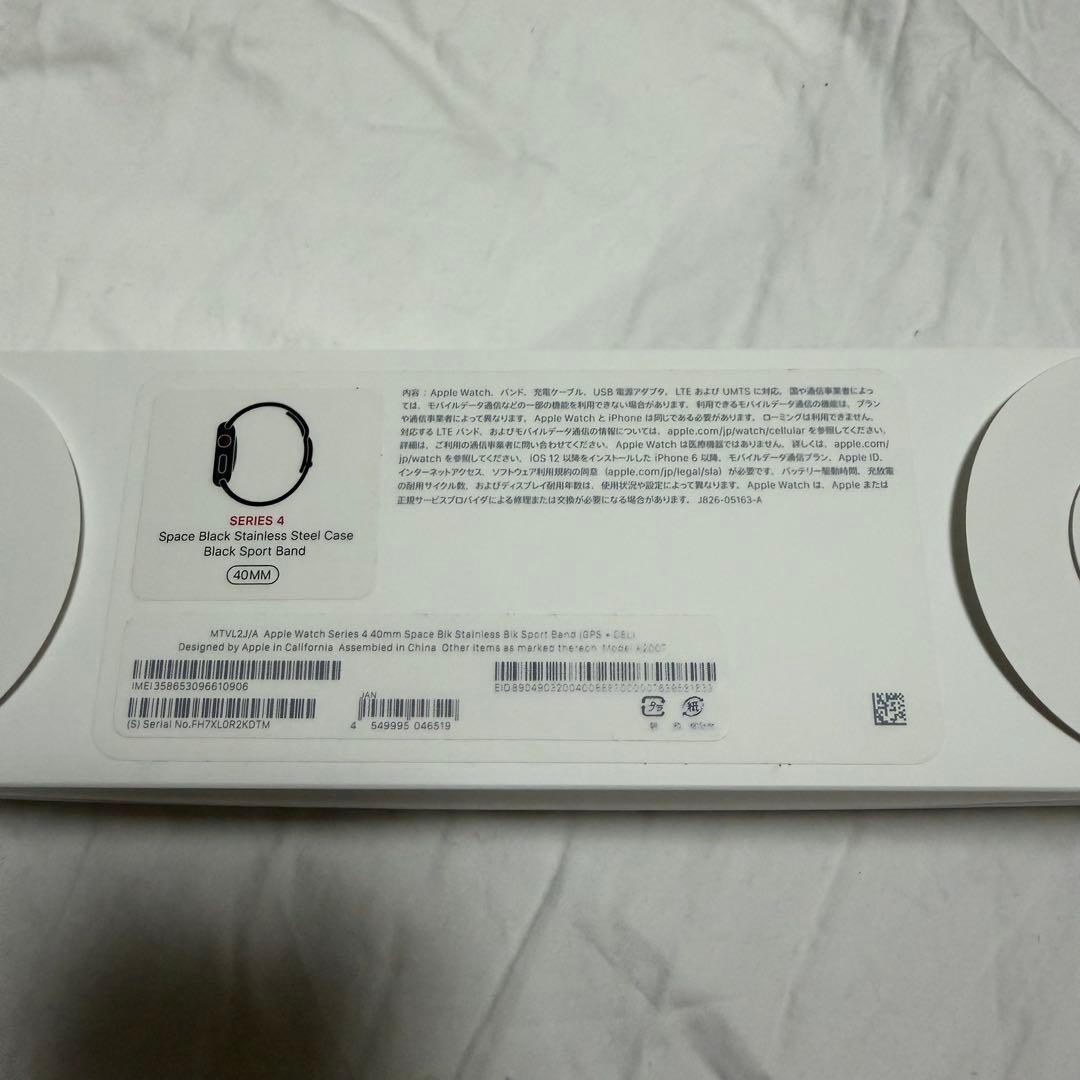 SERIES 4
Space Black Stainless Steel Case
Black Sport Band
40MM
内容：Apple Watch、バンド、充電ケーブル、USB 電源アダプタ。LTE および UMTS に対応。国や通信事業者によっ
ては、モバイルデータ通信などの一部の機能を利用できない場合があります。利用できるモバイルデータ通信の機能は、プラン
や通信事業者によって異なります。Apple Watch と iPhone は同じである必要があります。ローミングは利用できません。
対応する LTE バンド、およびモバイルデータ通信の情報については、apple.com/jp/watch/cellular を参照してください。
詳細は、ご利用の通信事業者に問い合わせてください。Apple Watch は医療機器ではありません。詳しくは、apple.com/
jp/watch を参照してください。iOS 12 以降をインストールした iPhone 6 以降、モバイルデータ通信プラン、Apple ID、
インターネットアクセス、ソフトウェア利用規約の同意（apple.com/jp/legal/sla）が必要です。バッテリー駆動時間、充放電
の耐用サイクル数、およびディスプレイ耐用年数は、使用状況や設定によって異なります。Apple Watch は、Apple または
正規サービスプロバイダによる修理または交換が必要になる場合があります。J826-05163-A
MTVL2J/A Apple Watch Series 4 40mm Space Blk Stainless Blk Sport Band (GPS + CELL)
Designed by Apple in California Assembled in China Other items as marked thereon Model A2007
IMEI 358653096610906
(S) Serial No.FH7XL0R2KDTM
JAN
4 549995 046519
プラ
紙